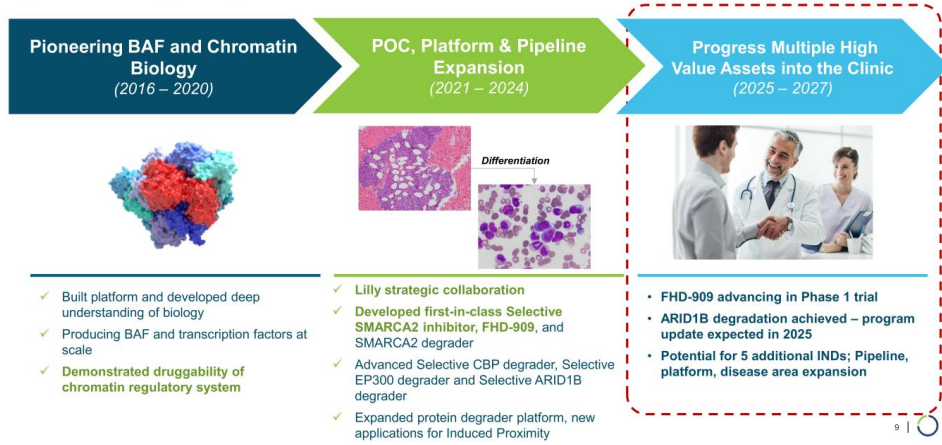 Pioneering BAF and Chromatin
Biology
(2016 – 2020)
POC, Platform & Pipeline
Expansion
(2021 – 2024)
Progress Multiple High
Value Assets into the Clinic
(2025 – 2027)
Differentiation
✓ Built platform and developed deep
understanding of biology
✓ Producing BAF and transcription factors at
scale
✓ Demonstrated druggability of
chromatin regulatory system
✓ Lilly strategic collaboration
✓ Developed first-in-class Selective
SMARCA2 inhibitor, FHD-909, and
SMARCA2 degrader
✓ Advanced Selective CBP degrader, Selective
EP300 degrader and Selective ARID1B
degrader
✓ Expanded protein degrader platform, new
applications for Induced Proximity
• FHD-909 advancing in Phase 1 trial
• ARID1B degradation achieved – program
update expected in 2025
• Potential for 5 additional INDs; Pipeline,
platform, disease area expansion
9 |